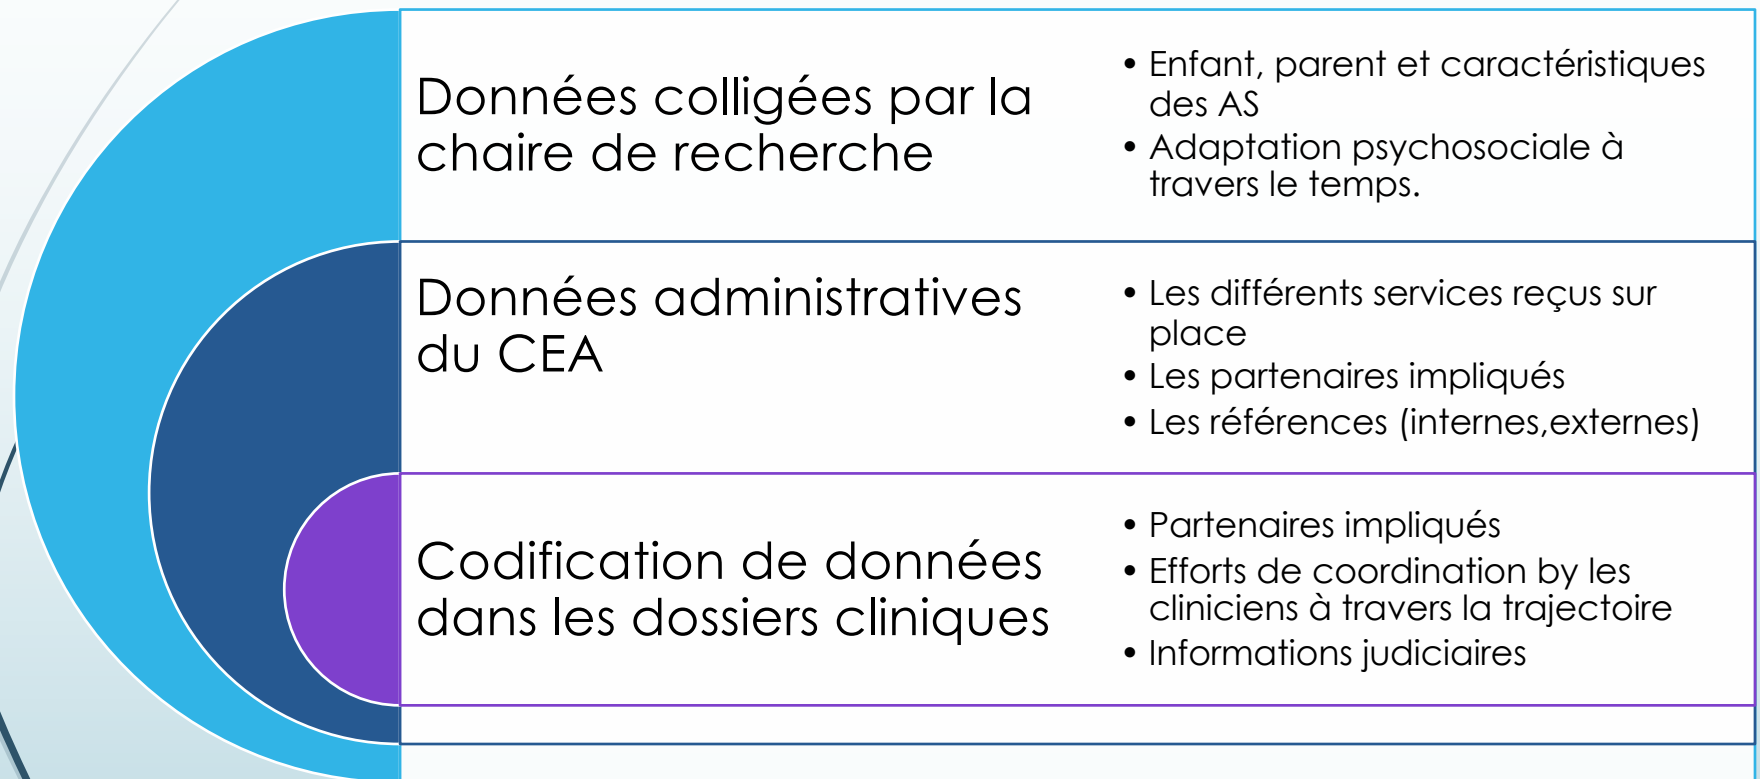 Données colligées par la
chaire de recherche
• Enfant, parent et caractéristiques
des AS
• Adaptation psychosociale à
travers le temps.
Données administratives
du CEA
• Les différents services reçus sur
place
• Les partenaires impliqués
• Les références (internes,externes)
Codification de données
dans les dossiers cliniques
• Partenaires impliqués
• Efforts de coordination by les
cliniciens à travers la trajectoire
• Informations judiciaires